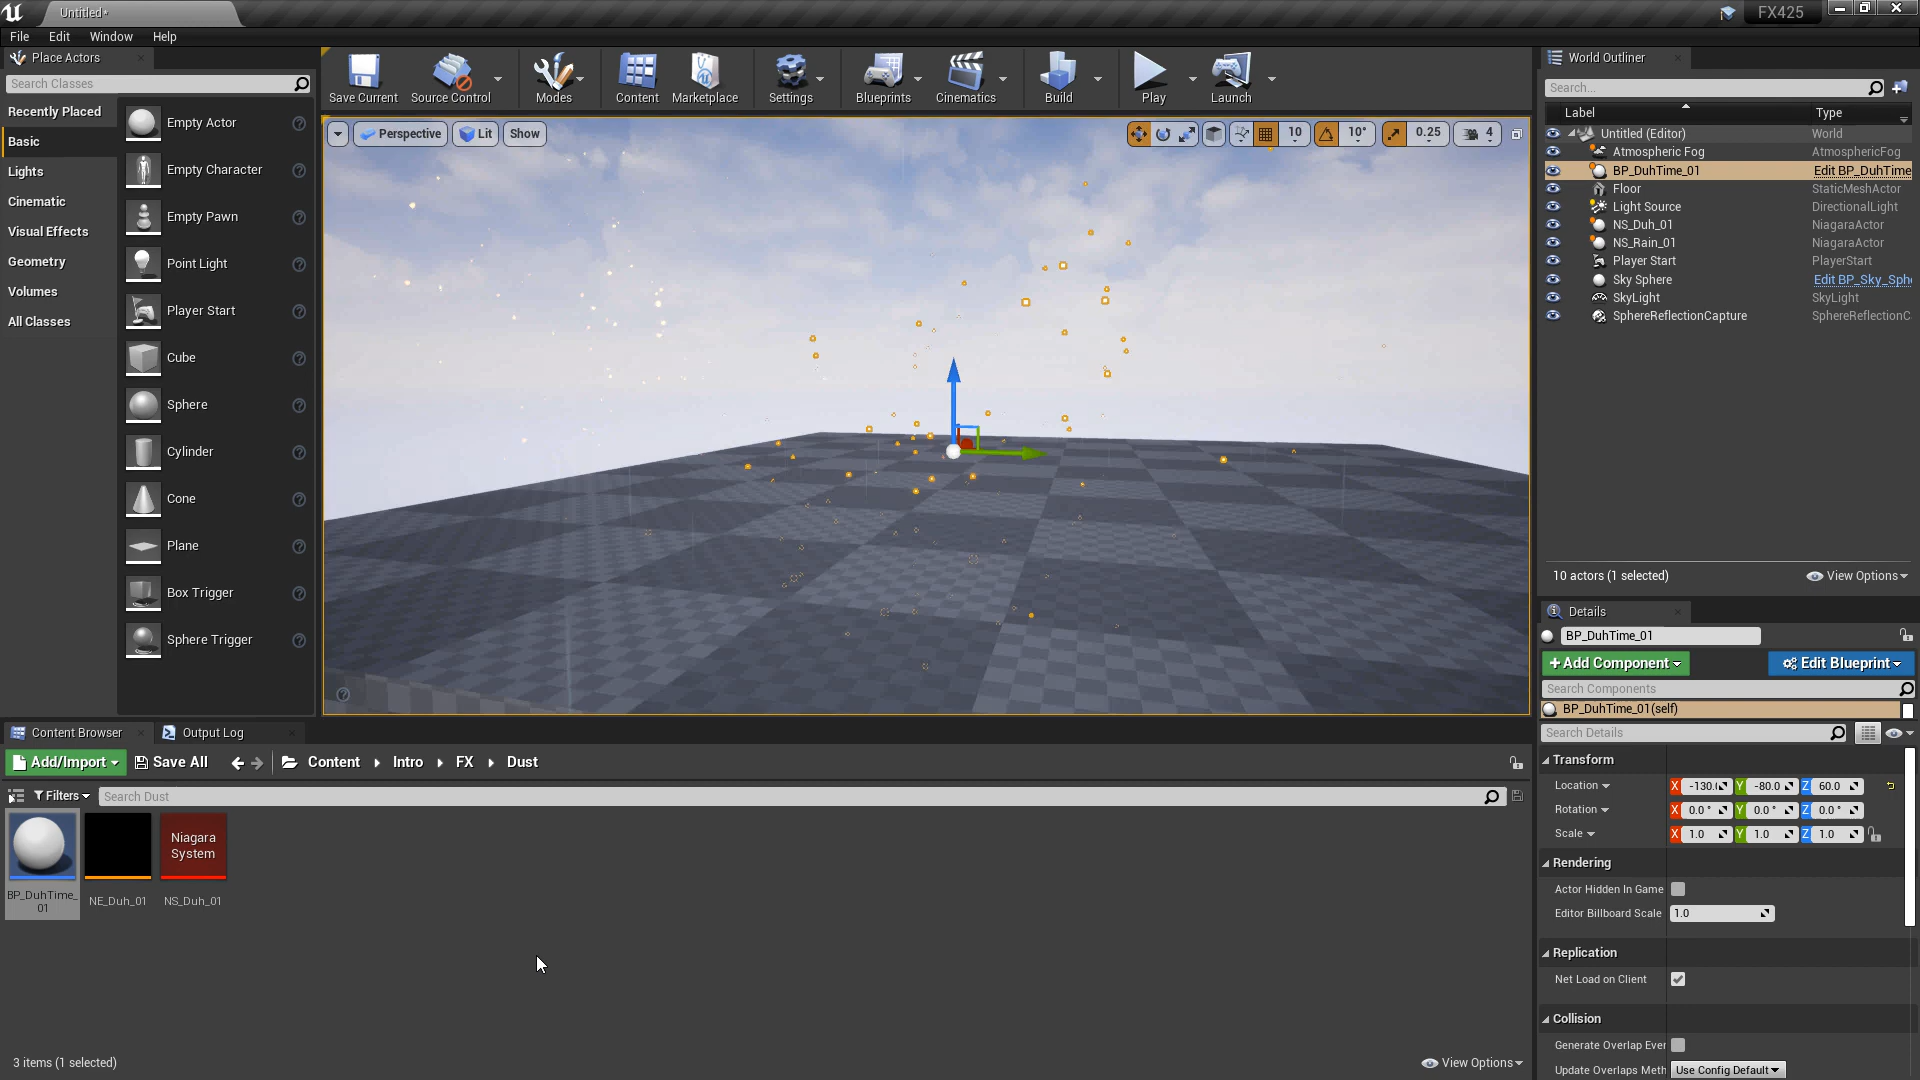 Untitled*
FX425
File Edit Window Help
Place Actors
Search Classes
Recently Placed
Basic
Lights
Cinematic
Visual Effects
Geometry
Volumes
All Classes
Empty Actor
Empty Character
Empty Pawn
Point Light
Player Start
Cube
Sphere
Cylinder
Cone
Plane
Box Trigger
Sphere Trigger
Save Current Source Control Modes Content Marketplace Settings Blueprints Cinematics Build Play Launch
Perspective Lit Show
10 10° 0.25 4
World Outliner
Search...
Label Type
Untitled (Editor) World
Atmospheric Fog AtmosphericFog
BP_DuhTime_01 Edit BP_DuhTime
Floor StaticMeshActor
Light Source DirectionalLight
NS_Duh_01 NiagaraActor
NS_Rain_01 NiagaraActor
Player Start PlayerStart
Sky Sphere Edit BP_Sky_Sph
SkyLight SkyLight
SphereReflectionCapture SphereReflectionC
10 actors (1 selected) View Options
Details
BP_DuhTime_01
+Add Component Edit Blueprint
Search Components
BP_DuhTime_01(self)
Search Details
Transform
Location X -130. Y -80.0 Z 60.0
Rotation X 0.0 ° Y 0.0 ° Z 0.0 °
Scale X 1.0 Y 1.0 Z 1.0
Rendering
Actor Hidden In Game
Editor Billboard Scale 1.0
Replication
Net Load on Client
Collision
Generate Overlap Ever
Update Overlaps Meth Use Config Default
Content Browser Output Log
Add/Import Save All Content Intro FX Dust
Filters Search Dust
Niagara
System
BP_DuhTime_
01
NE_Duh_01 NS_Duh_01
3 items (1 selected) View Options